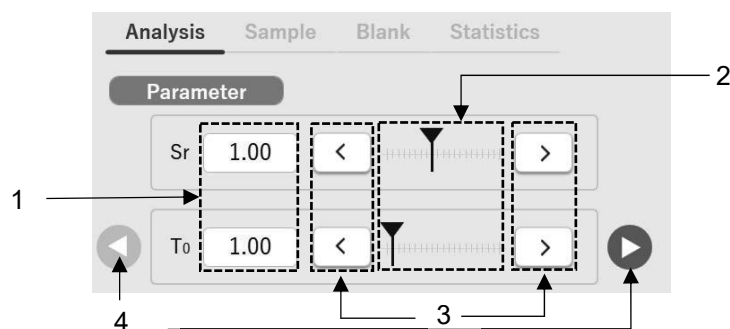 Analysis Sample Blank Statistics
2
Parameter
Sr 1.00 < >
1
T0 1.00 < >
4 3